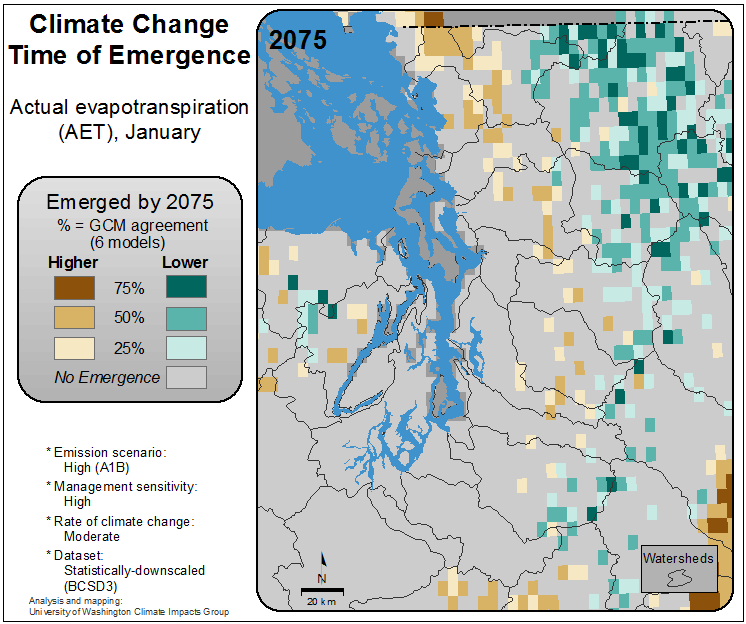 Climate Change
Time of Emergence
Actual evapotranspiration
(AET), January
Emerged by 2075
% = GCM agreement
(6 models)
Higher Lower
75%
50%
25%
No Emergence
* Emission scenario:
High (A1B)
* Management sensitivity:
High
* Rate of climate change:
Moderate
* Dataset:
Statistically-downscaled
(BCSD3)
Analysis and mapping:
University of Washington Climate Impacts Group
2075
N
20 km
Watersheds